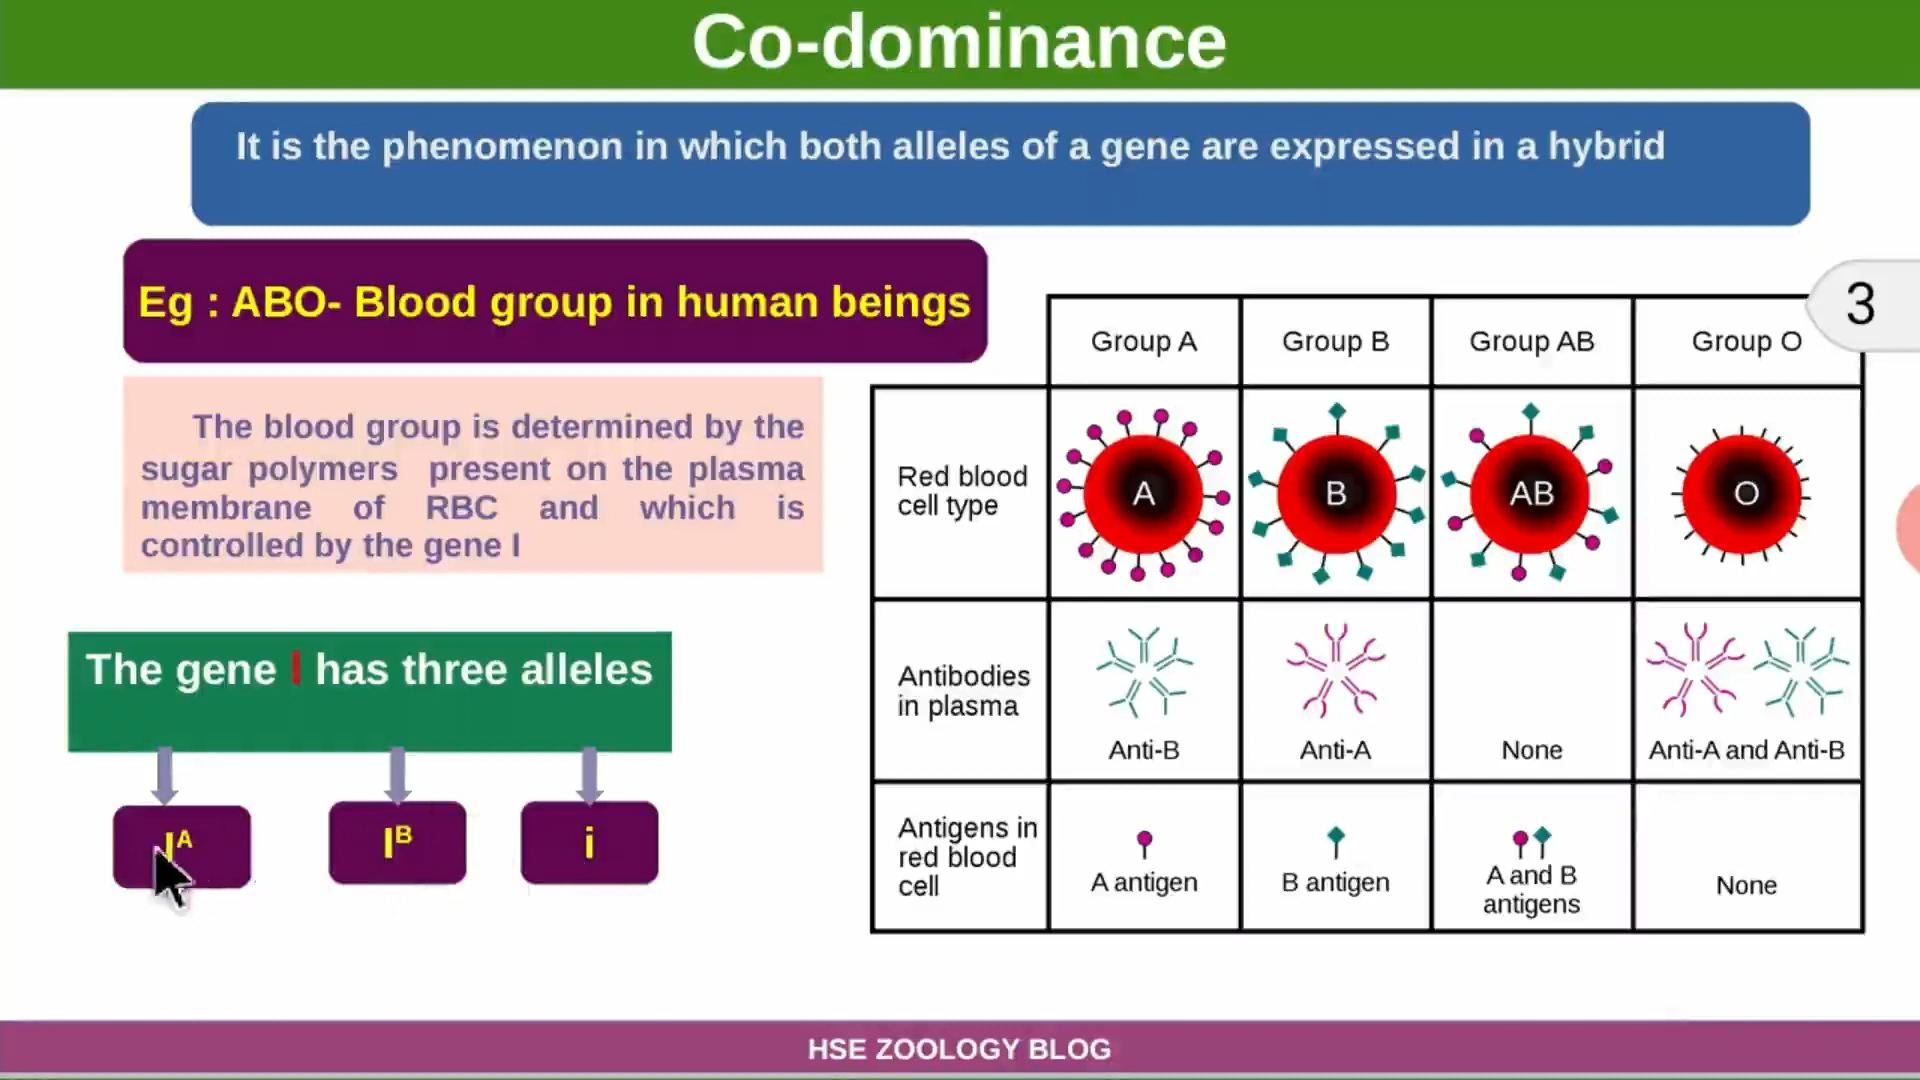 Co-dominance
It is the phenomenon in which both alleles of a gene are expressed in a hybrid
Eg : ABO- Blood group in human beings
The blood group is determined by the
sugar polymers present on the plasma
membrane of RBC and which is
controlled by the gene I
The gene I has three alleles
Iᴬ
Iᴮ
i
3
Group A
Group B
Group AB
Group O
Red blood
cell type
A
B
AB
O
Antibodies
in plasma
Anti-B
Anti-A
None
Anti-A and Anti-B
Antigens in
red blood
cell
A antigen
B antigen
A and B
antigens
None
HSE ZOOLOGY BLOG